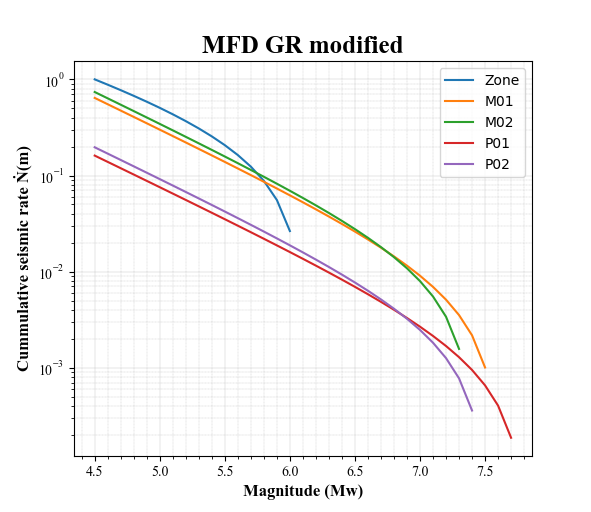 MFD GR modified
Zone
M01
M02
P01
P02
Cummulative seismic rate Ṅ(m)
10⁰
10⁻¹
10⁻²
10⁻³
4.5 5.0 5.5 6.0 6.5 7.0 7.5
Magnitude (Mw)